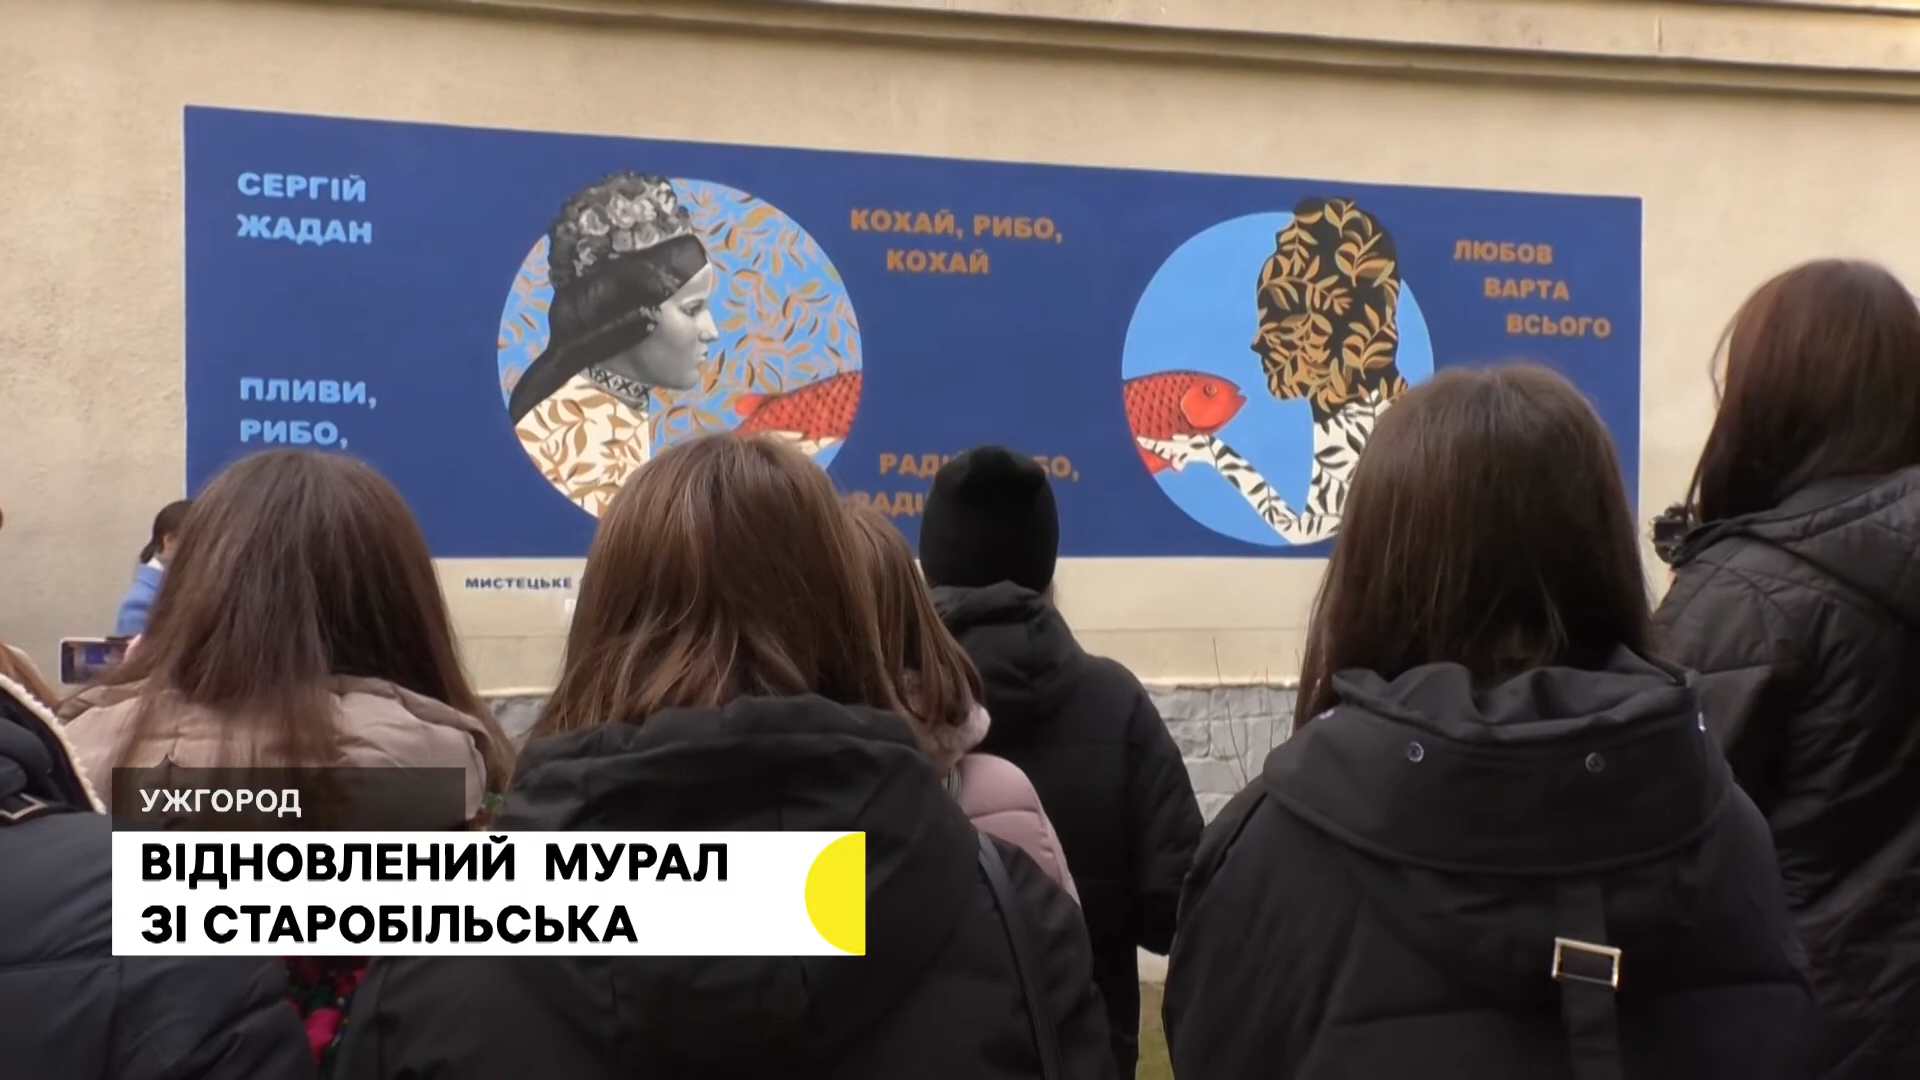 СЕРГІЙ
ЖАДАН
ПЛИВИ,
РИБО,
КОХАЙ, РИБО,
КОХАЙ
ЛЮБОВ
ВАРТА
ВСЬОГО
МИСТЕЦЬКЕ
УЖГОРОД
ВІДНОВЛЕНИЙ МУРАЛ
ЗІ СТАРОБІЛЬСЬКА